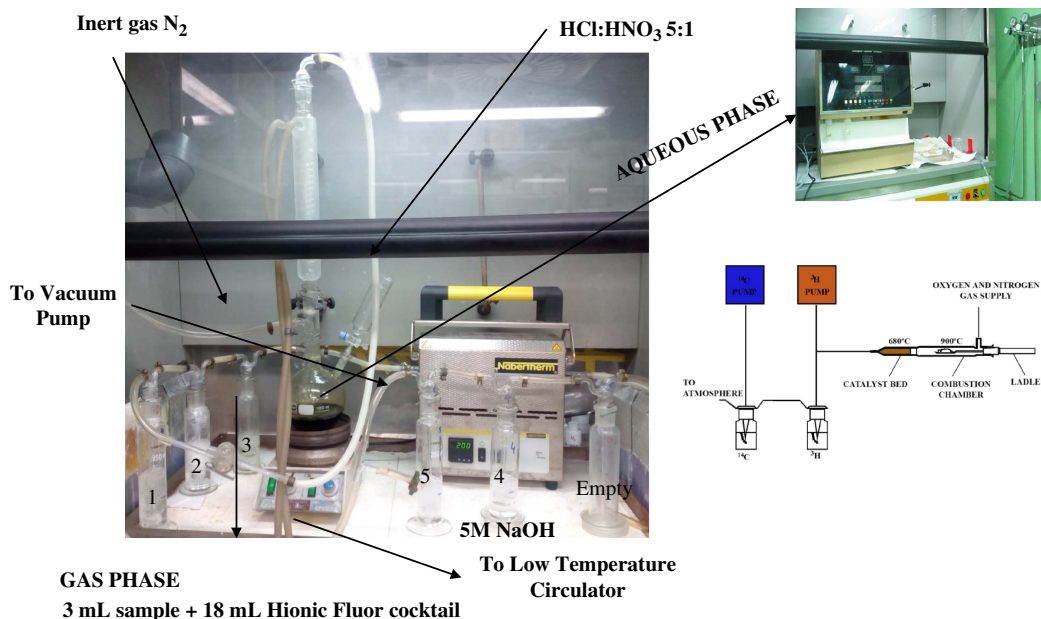 Inert gas N2
HCl:HNO3 5:1
AQUEOUS PHASE
To Vacuum
Pump
Nabertherm
200
1
2
3
5
4
4
Empty
5M NaOH
To Low Temperature
Circulator
GAS PHASE
3 mL sample + 18 mL Hionic Fluor cocktail
14C
PUMP
3H
PUMP
OXYGEN AND NITROGEN
GAS SUPPLY
680°C
900°C
CATALYST BED
COMBUSTION
CHAMBER
LADLE
TO
ATMOSPHERE
14C
3H